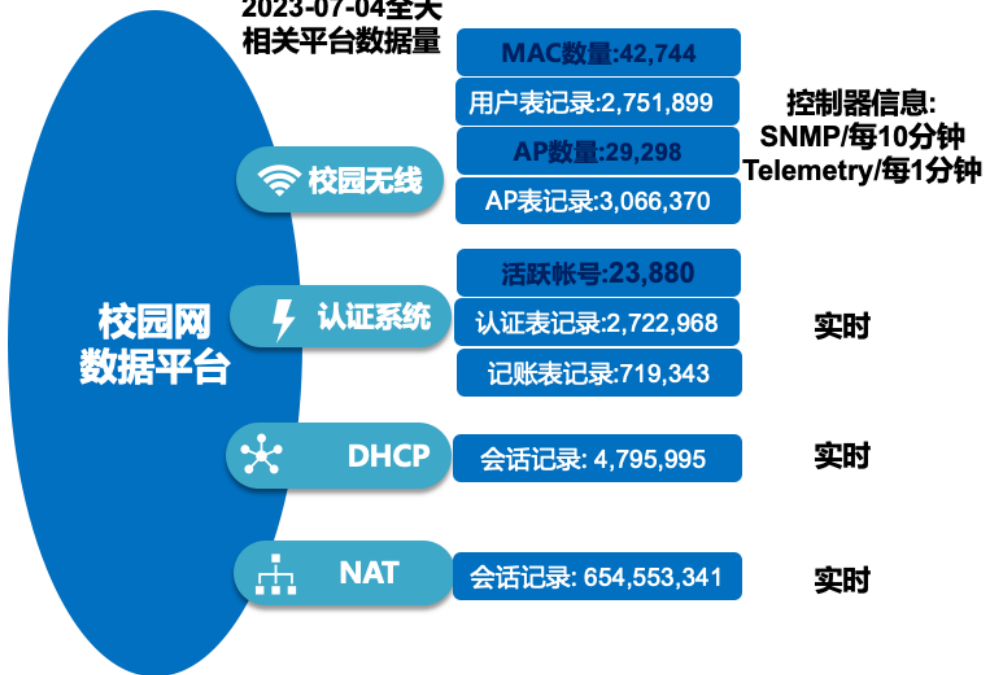 2023-07-04全天
相关平台数据量
MAC数量:42,744
用户表记录:2,751,899
AP数量:29,298
AP表记录:3,066,370
控制器信息:
SNMP/每10分钟
Telemetry/每1分钟
校园无线
活跃帐号:23,880
认证系统
认证表记录:2,722,968
记账表记录:719,343
实时
校园网
数据平台
DHCP
会话记录: 4,795,995
实时
NAT
会话记录: 654,553,341
实时